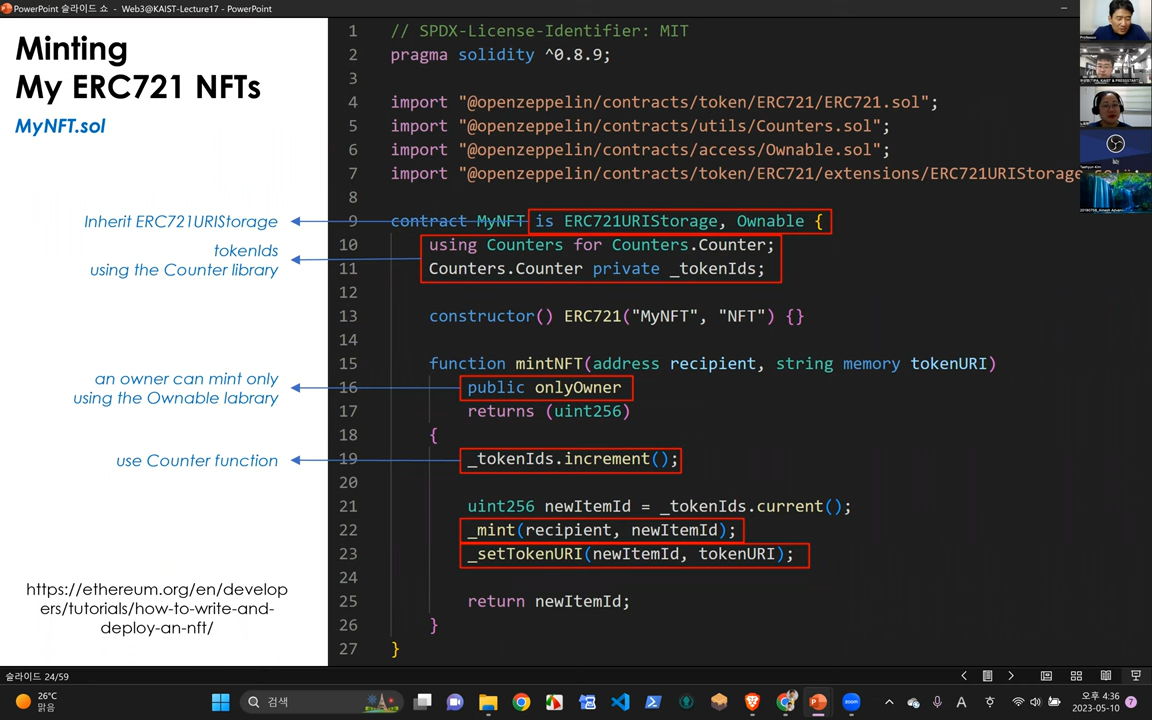 PowerPoint 슬라이드 쇼 - Web3@KAIST-Lecture17 - PowerPoint
Minting
My ERC721 NFTs
MyNFT.sol
Inherit ERC721URIStorage
tokenIds
using the Counter library
an owner can mint only
using the Ownable labrary
use Counter function
https://ethereum.org/en/develop
ers/tutorials/how-to-write-and-
deploy-an-nft/
1 // SPDX-License-Identifier: MIT
2 pragma solidity ^0.8.9;
3
4 import "@openzeppelin/contracts/token/ERC721/ERC721.sol";
5 import "@openzeppelin/contracts/utils/Counters.sol";
6 import "@openzeppelin/contracts/access/Ownable.sol";
7 import "@openzeppelin/contracts/token/ERC721/extensions/ERC721URIStorage
8
9 contract MyNFT is ERC721URIStorage, Ownable {
10 using Counters for Counters.Counter;
11 Counters.Counter private _tokenIds;
12
13 constructor() ERC721("MyNFT", "NFT") {}
14
15 function mintNFT(address recipient, string memory tokenURI)
16 public onlyOwner
17 returns (uint256)
18 {
19 _tokenIds.increment();
20
21 uint256 newItemId = _tokenIds.current();
22 _mint(recipient, newItemId);
23 _setTokenURI(newItemId, tokenURI);
24
25 return newItemId;
26 }
27 }
Professor
슬라이드 24/59
26°C
맑음
검색
zoom
A
오후 4:36
2023-05-10
7